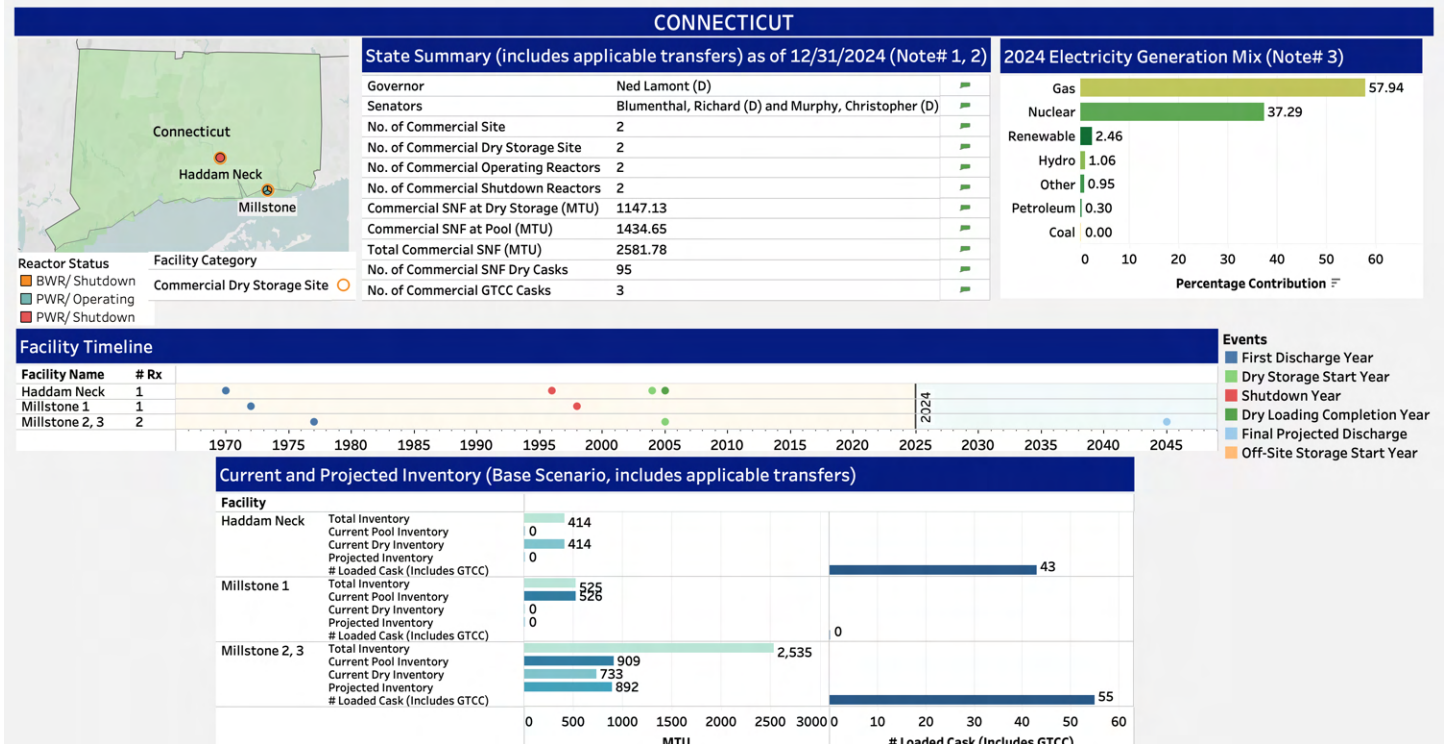 CONNECTICUT
Connecticut
Haddam Neck
Millstone
Reactor Status
BWR/ Shutdown
PWR/ Operating
PWR/ Shutdown
Facility Category
Commercial Dry Storage Site
State Summary (includes applicable transfers) as of 12/31/2024 (Note# 1, 2)
Governor Ned Lamont (D)
Senators Blumenthal, Richard (D) and Murphy, Christopher (D)
No. of Commercial Site 2
No. of Commercial Dry Storage Site 2
No. of Commercial Operating Reactors 2
No. of Commercial Shutdown Reactors 2
Commercial SNF at Dry Storage (MTU) 1147.13
Commercial SNF at Pool (MTU) 1434.65
Total Commercial SNF (MTU) 2581.78
No. of Commercial SNF Dry Casks 95
No. of Commercial GTCC Casks 3
2024 Electricity Generation Mix (Note# 3)
Gas 57.94
Nuclear 37.29
Renewable 2.46
Hydro 1.06
Other 0.95
Petroleum 0.30
Coal 0.00
0 10 20 30 40 50 60
Percentage Contribution
Facility Timeline
Facility Name # Rx
Haddam Neck 1
Millstone 1 1
Millstone 2, 3 2
2024
1970 1975 1980 1985 1990 1995 2000 2005 2010 2015 2020 2025 2030 2035 2040 2045
Events
First Discharge Year
Dry Storage Start Year
Shutdown Year
Dry Loading Completion Year
Final Projected Discharge
Off-Site Storage Start Year
Current and Projected Inventory (Base Scenario, includes applicable transfers)
Facility
Haddam Neck Total Inventory 414
Current Pool Inventory 0
Current Dry Inventory 414
Projected Inventory 0
# Loaded Cask (Includes GTCC) 43
Millstone 1 Total Inventory 525
Current Pool Inventory 526
Current Dry Inventory 0
Projected Inventory 0
# Loaded Cask (Includes GTCC) 0
Millstone 2, 3 Total Inventory 2,535
Current Pool Inventory 909
Current Dry Inventory 733
Projected Inventory 892
# Loaded Cask (Includes GTCC) 55
0 500 1000 1500 2000 2500 3000 0 10 20 30 40 50 60
MTU # Loaded Cask (Includes GTCC)